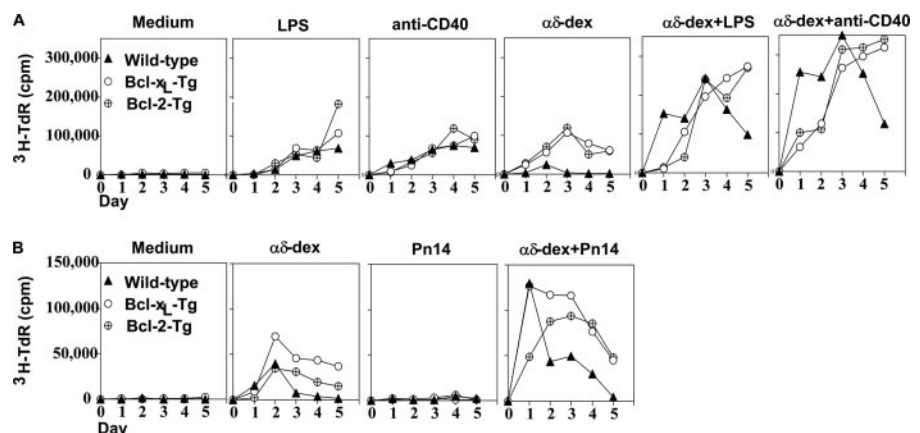 A
Medium
LPS
anti-CD40
αδ-dex
αδ-dex+LPS
αδ-dex+anti-CD40
³H-TdR (cpm)
300,000
200,000
100,000
0
Wild-type
Bcl-xL-Tg
Bcl-2-Tg
0 1 2 3 4 5
0 1 2 3 4 5
0 1 2 3 4 5
0 1 2 3 4 5
0 1 2 3 4 5
0 1 2 3 4 5
Day
B
Medium
αδ-dex
Pn14
αδ-dex+Pn14
³H-TdR (cpm)
150,000
100,000
50,000
0
Wild-type
Bcl-xL-Tg
Bcl-2-Tg
0 1 2 3 4 5
0 1 2 3 4 5
0 1 2 3 4 5
0 1 2 3 4 5
Day